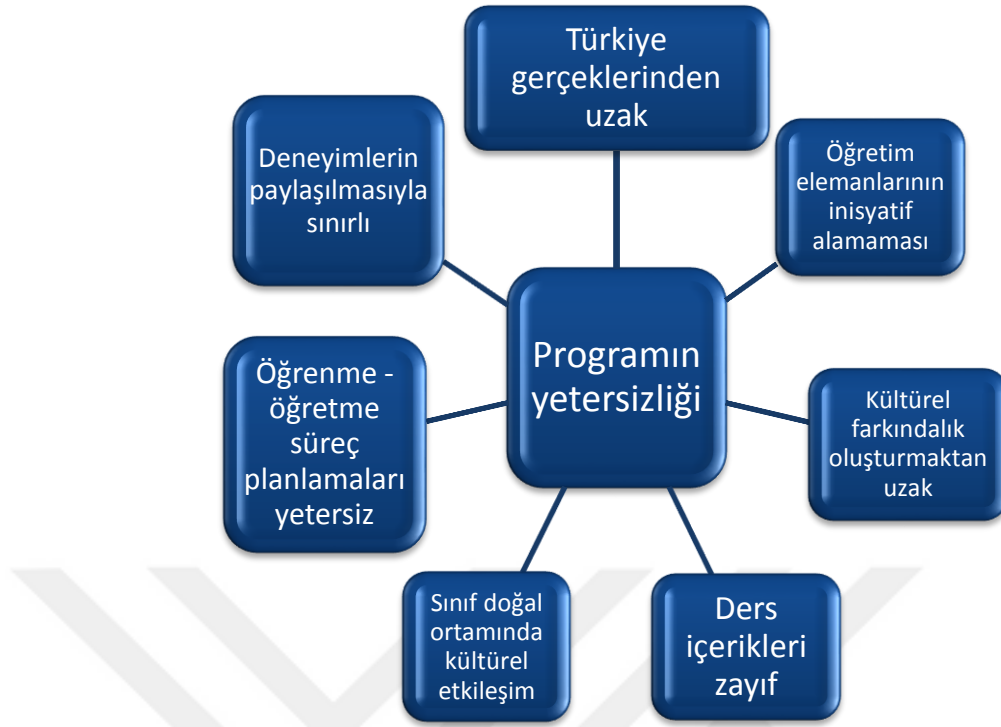 Türkiye
gerçeklerinden
uzak
Deneyimlerin
paylaşılmasıyla
sınırlı
Öğretim
elemanlarının
inisyatif
alamaması
Programın
yetersizliği
Öğrenme -
öğretme
süreç
planlamaları
yetersiz
Kültürel
farkındalık
oluşturmaktan
uzak
Sınıf doğal
ortamında
kültürel
etkileşim
Ders
içerikleri
zayıf